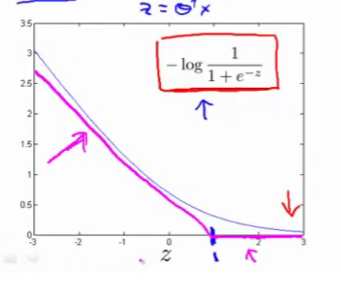 z = θᵀx
3.5
3
2.5
2
1.5
1
0.5
0
-log 1/(1 + e^{-z})
-3 -2 -1 0 1 2 3
z